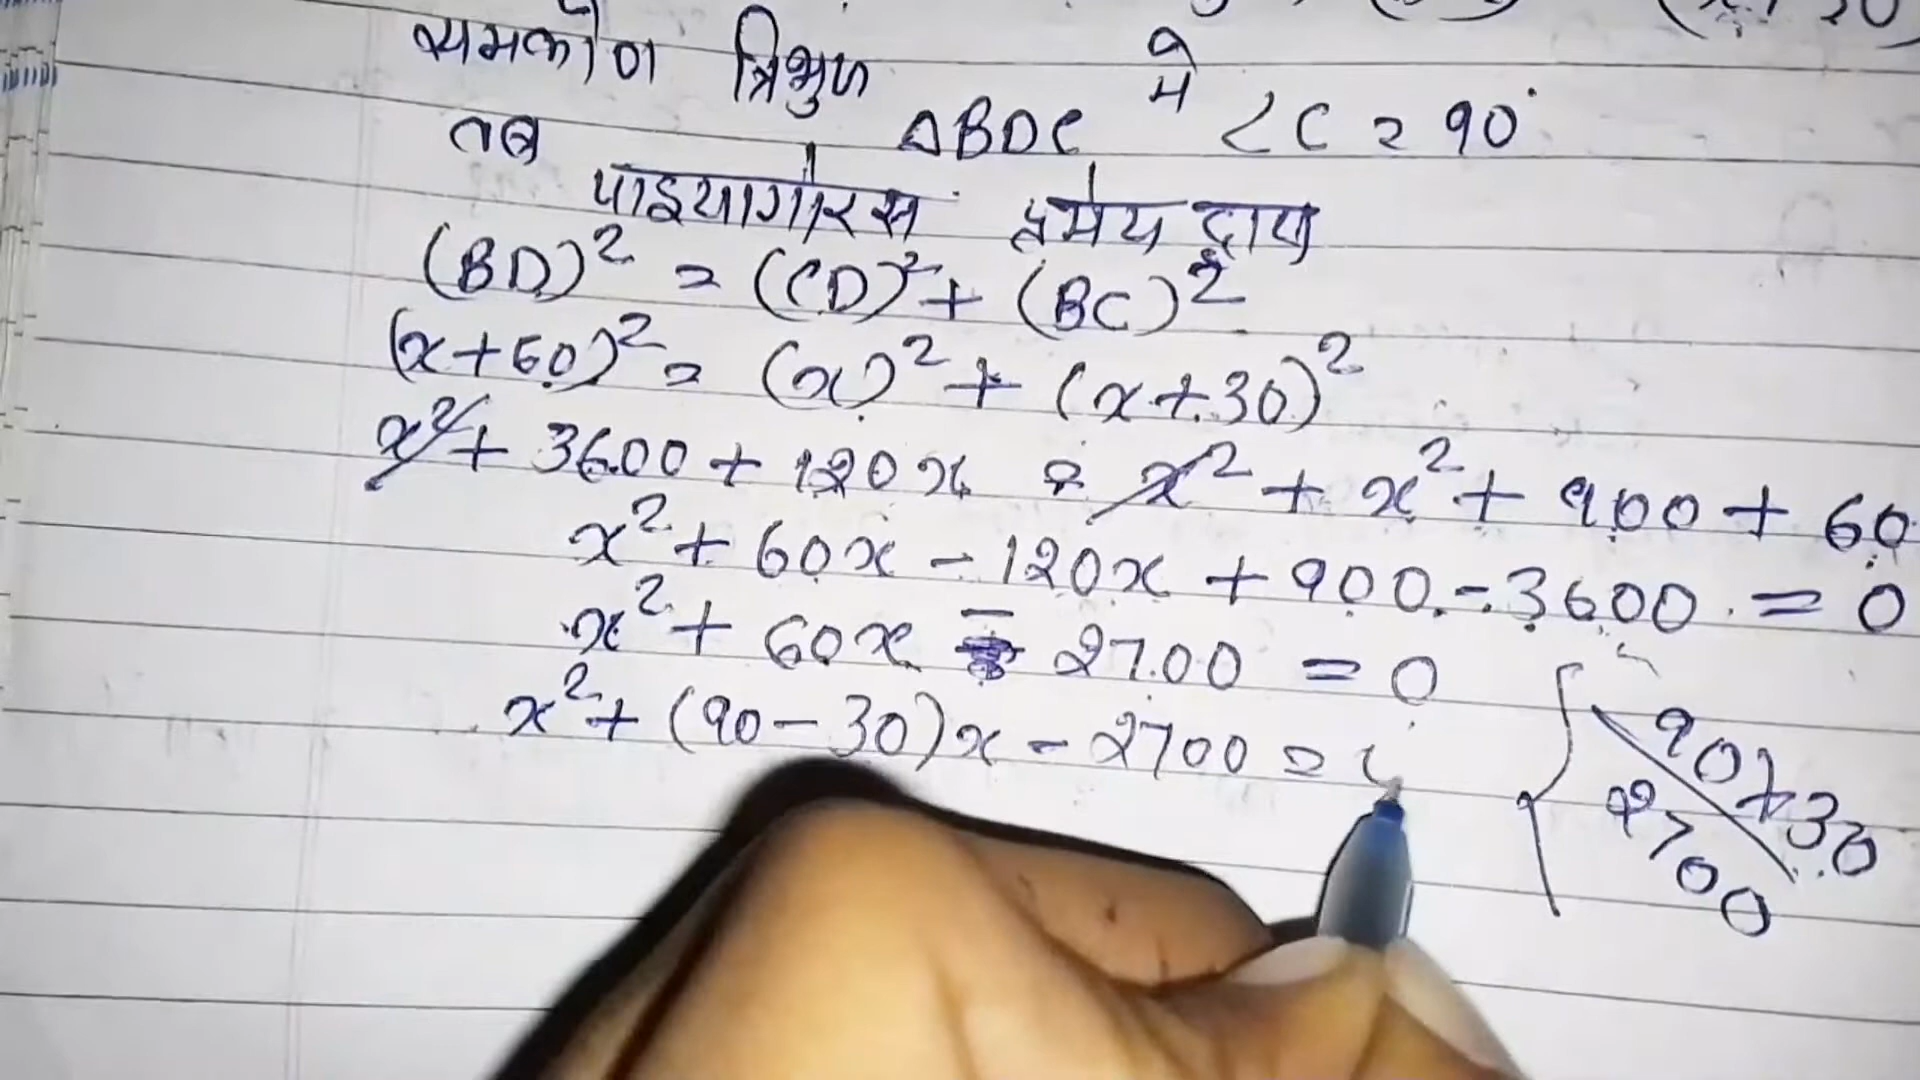 समकोण त्रिभुज में
तब ΔBDC ∠C = 90°
पाइथागोरस प्रमेय द्वारा
(BD)² = (CD)² + (BC)²
(x+60)² = (x)² + (x+30)²
x² + 3600 + 120x = x² + x² + 900 + 60
x² + 60x - 120x + 900 - 3600 = 0
x² + 60x - 2700 = 0
x² + (90-30)x - 2700 =
90×30
2700